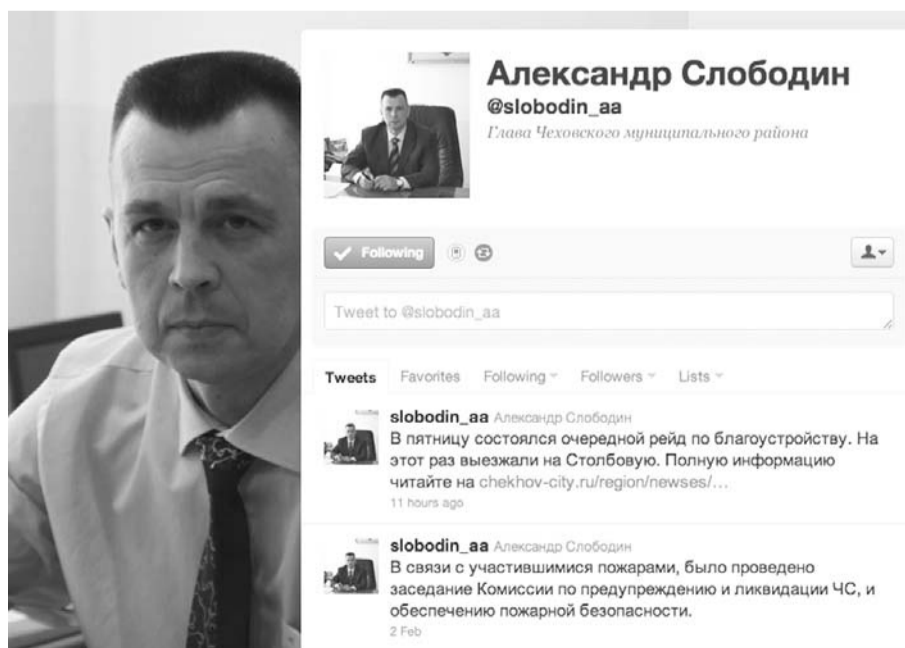 Александр Слободин
@slobodin_aa
Глава Чеховского муниципального района
Following
Tweet to @slobodin_aa
Tweets Favorites Following Followers Lists
slobodin_aa Александр Слободин
В пятницу состоялся очередной рейд по благоустройству. На
этот раз выезжали на Столбовую. Полную информацию
читайте на chekhov-city.ru/region/newses/…
11 hours ago
slobodin_aa Александр Слободин
В связи с участившимися пожарами, было проведено
заседание Комиссии по предупреждению и ликвидации ЧС, и
обеспечению пожарной безопасности.
2 Feb